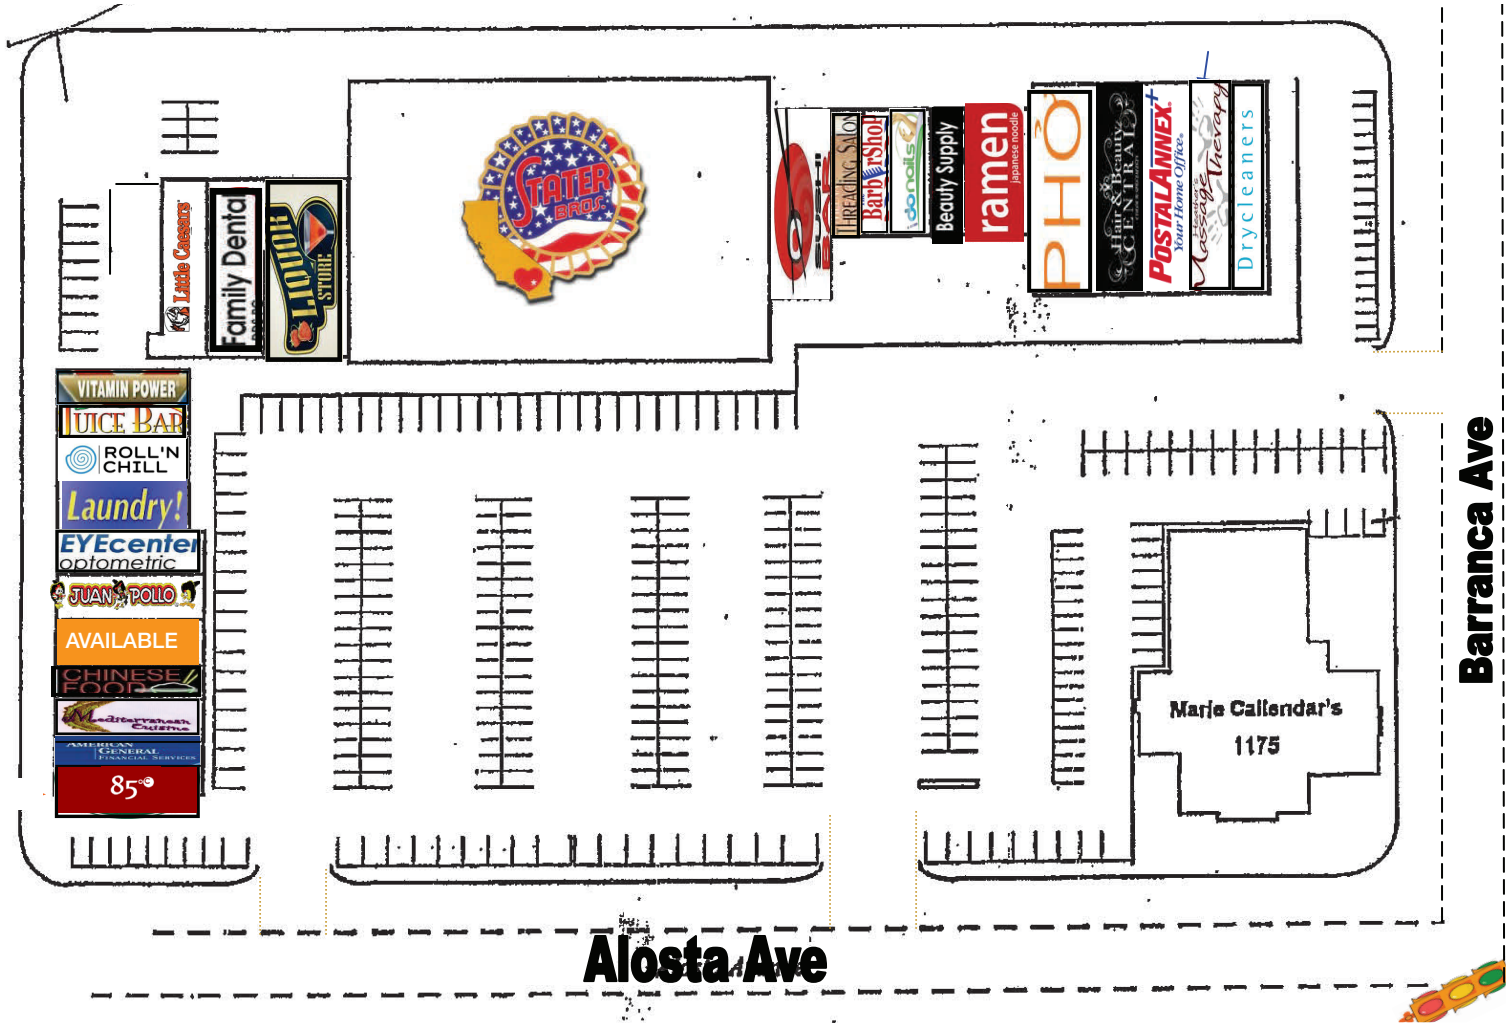 Little Caesars
Family Dental
LIQUOR
STORE
STATER
BROS.
SUSHI
THREADING SALON
BarberShop
nails
Beauty Supply
ramen
japanese noodle
PHO
Hair & Beauty
CENTRAL
POSTALANNEX+
Your Home Office.
Massage Therapy
Drycleaners
VITAMIN POWER
JUICE BAR
ROLL'N
CHILL
Laundry!
EYEcenter
optometric
JUAN POLLO
AVAILABLE
CHINESE
FOOD
Mediterranean
Cuisine
AMERICAN
GENERAL
FINANCIAL SERVICES
85°C
Marie Callendar's
1175
Barranca Ave
Alosta Ave